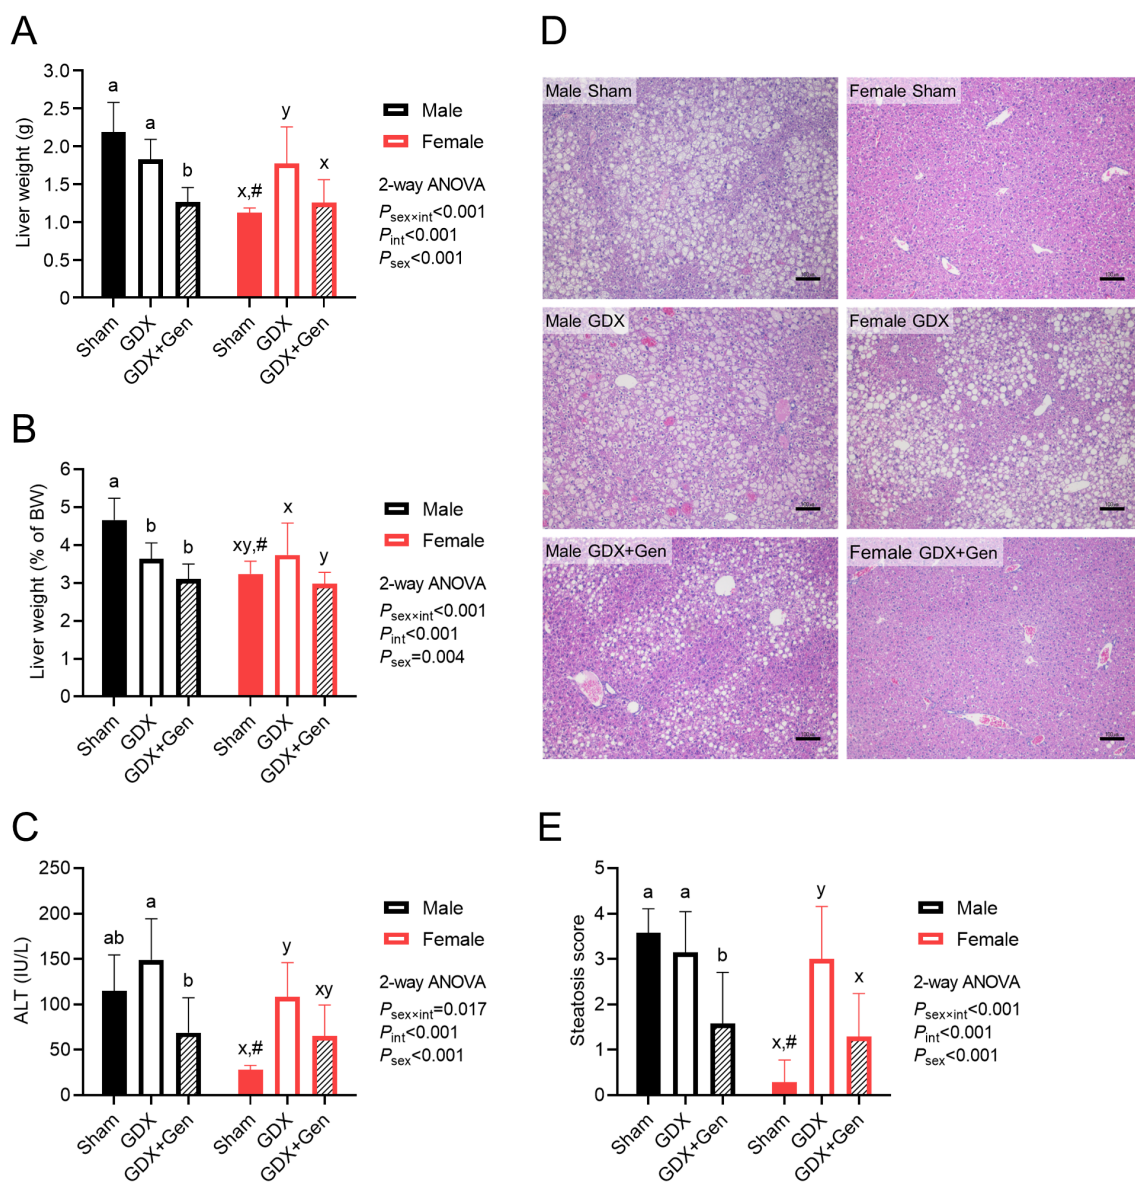 A
3.0
2.5
2.0
1.5
1.0
0.5
0
Liver weight (g)
a
a
b
x,#
y
x
Sham
GDX
GDX+Gen
Sham
GDX
GDX+Gen
Male
Female
2-way ANOVA
Psex×int<0.001
Pint<0.001
Psex<0.001
B
6
5
4
3
2
1
0
Liver weight (% of BW)
a
b
b
xy,#
x
y
Sham
GDX
GDX+Gen
Sham
GDX
GDX+Gen
Male
Female
2-way ANOVA
Psex×int<0.001
Pint<0.001
Psex=0.004
C
250
200
150
100
50
0
ALT (IU/L)
ab
a
b
x,#
y
xy
Sham
GDX
GDX+Gen
Sham
GDX
GDX+Gen
Male
Female
2-way ANOVA
Psex×int=0.017
Pint<0.001
Psex<0.001
D
Male Sham
Female Sham
Male GDX
Female GDX
Male GDX+Gen
Female GDX+Gen
E
5
4
3
2
1
0
Steatosis score
a
a
b
x,#
y
x
Sham
GDX
GDX+Gen
Sham
GDX
GDX+Gen
Male
Female
2-way ANOVA
Psex×int<0.001
Pint<0.001
Psex<0.001